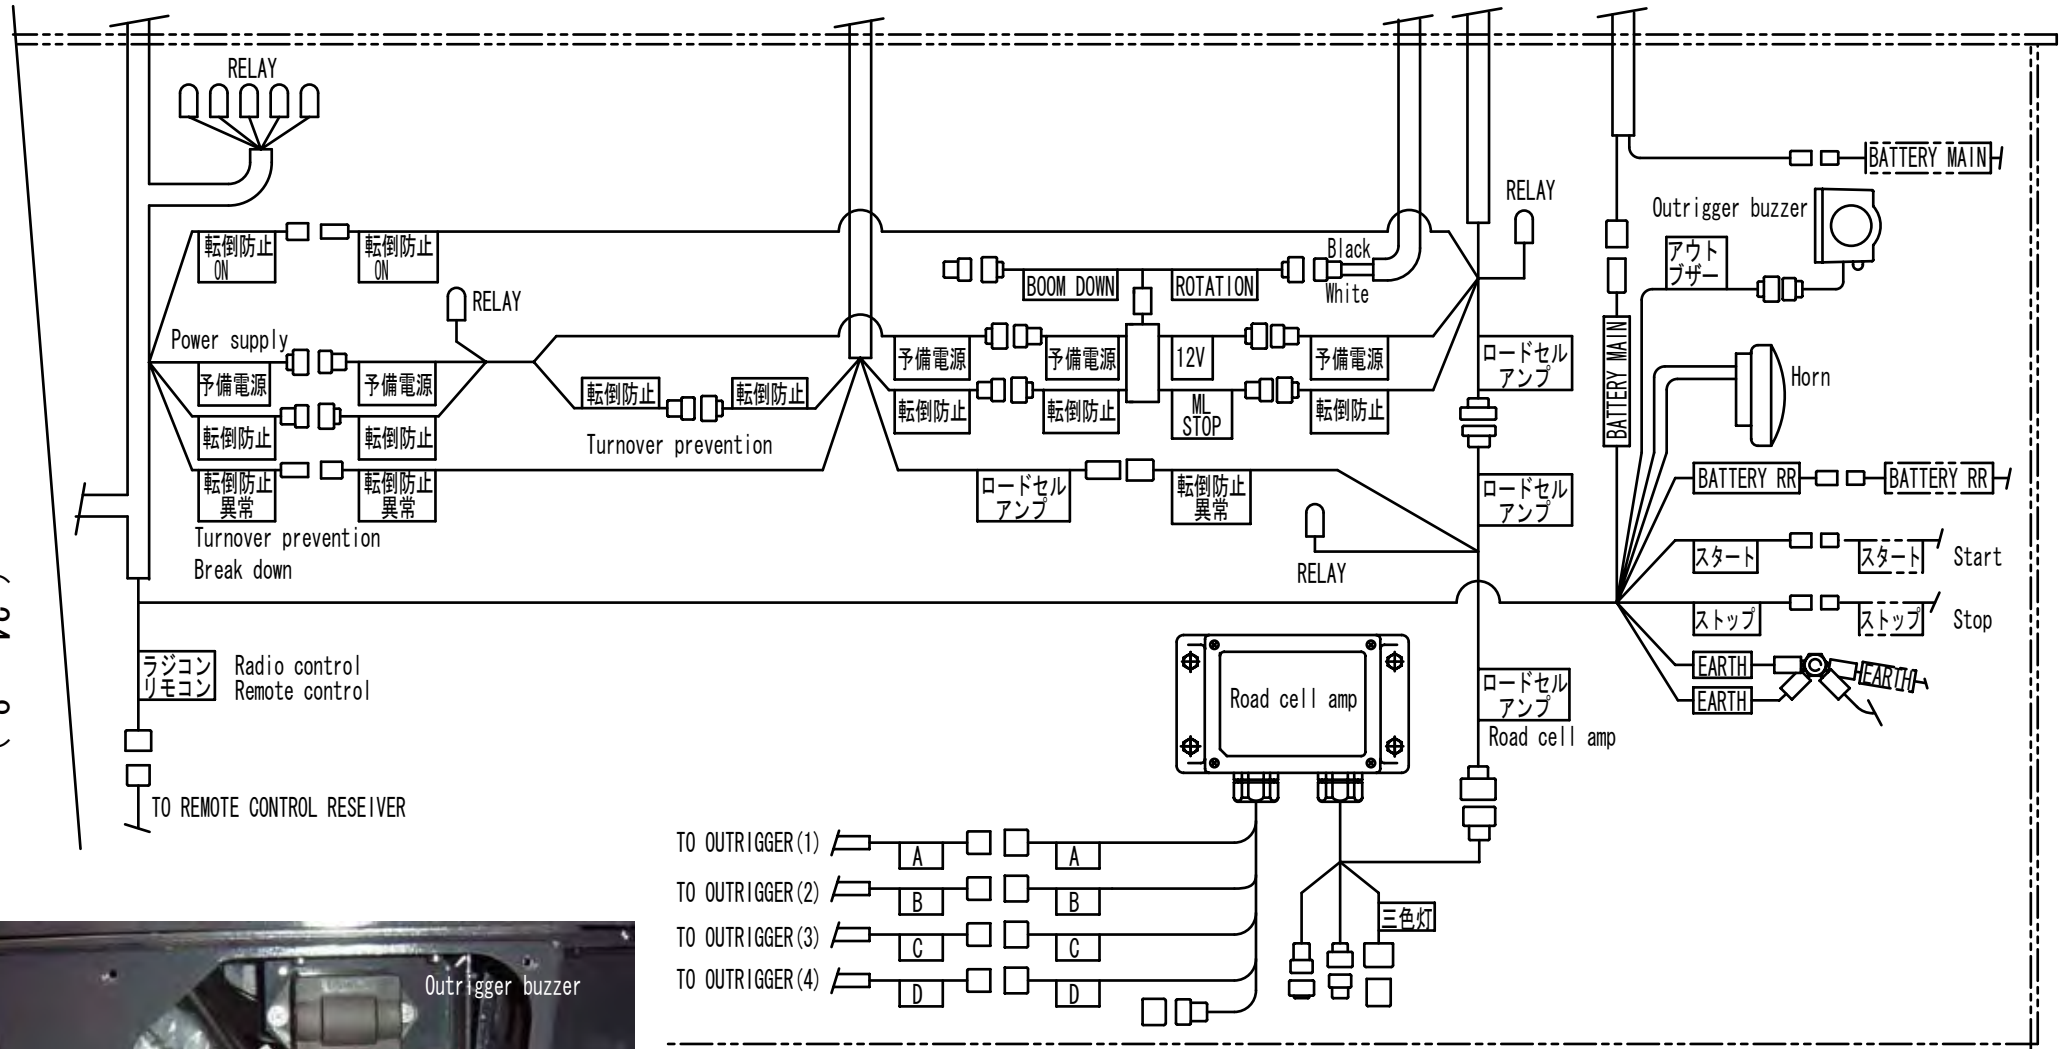 RELAY
BATTERY MAIN
RELAY
Outrigger buzzer
転倒防止
ON
転倒防止
ON
Black
アウト
ブザー
BOOM DOWN
ROTATION
White
RELAY
Power supply
予備電源
予備電源
予備電源
予備電源
12V
予備電源
ロードセル
アンプ
BATTERY MAIN
Horn
転倒防止
転倒防止
転倒防止
転倒防止
転倒防止
転倒防止
ML
STOP
転倒防止
Turnover prevention
転倒防止
異常
転倒防止
異常
ロードセル
アンプ
転倒防止
異常
ロードセル
アンプ
BATTERY RR
BATTERY RR
Turnover prevention
Break down
RELAY
スタート
スタート
Start
ストップ
ストップ
Stop
ラジコン
リモコン
Radio control
Remote control
Road cell amp
ロードセル
アンプ
Road cell amp
EARTH
EARTH
EARTH
TO REMOTE CONTROL RESEIVER
TO OUTRIGGER(1)
A
A
TO OUTRIGGER(2)
B
B
三色灯
TO OUTRIGGER(3)
C
C
TO OUTRIGGER(4)
D
D
Outrigger buzzer